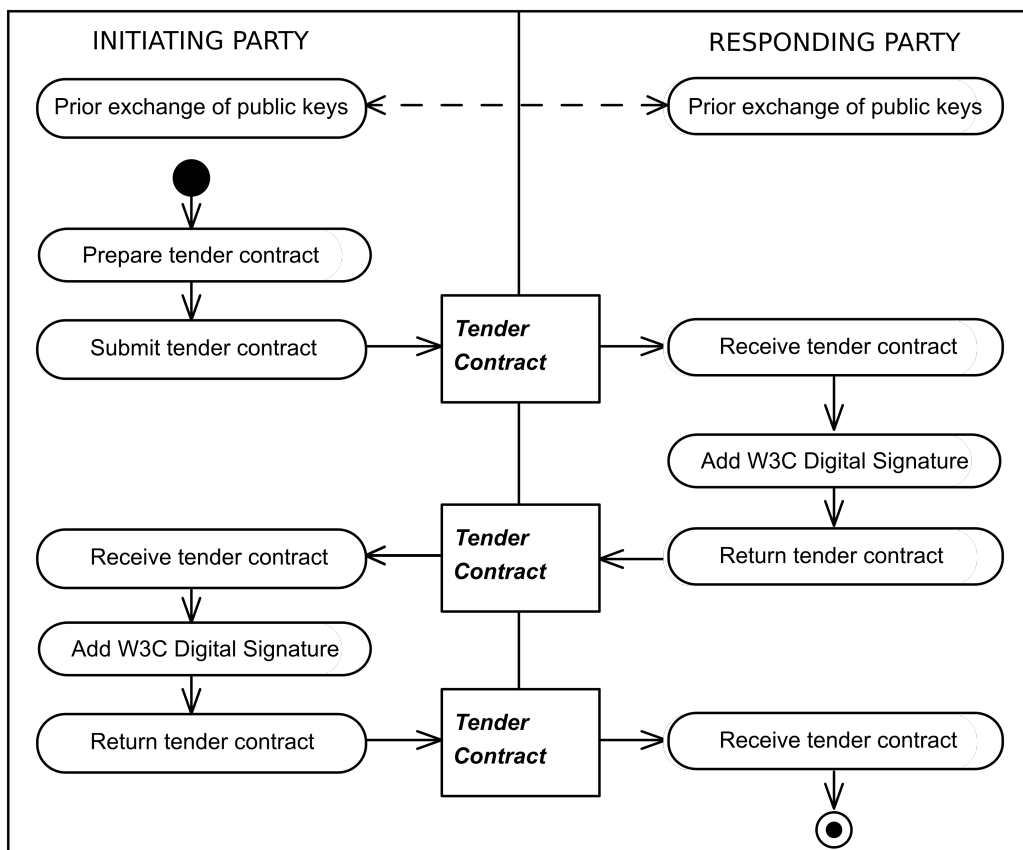 INITIATING PARTY
RESPONDING PARTY
Prior exchange of public keys
Prior exchange of public keys
Prepare tender contract
Submit tender contract
Tender
Contract
Receive tender contract
Add W3C Digital Signature
Return tender contract
Tender
Contract
Receive tender contract
Add W3C Digital Signature
Return tender contract
Tender
Contract
Receive tender contract